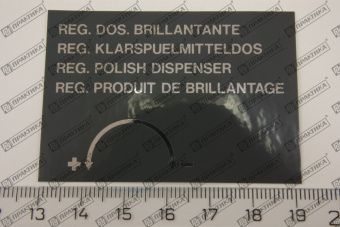 REG. DOS. BRILLANTANTE
REG. KLARSPUELMITTELDOS
REG. POLISH DISPENSER
REG. PRODUIT DE BRILLANTAGE
+ -
13 14 15 16 17 18 19
ПРАКТИКА